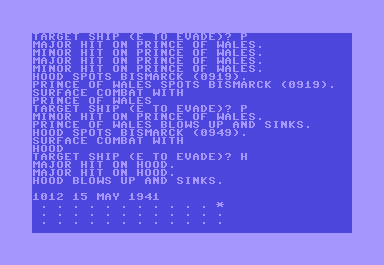 TARGET SHIP (E TO EVADE)? P
MAJOR HIT ON PRINCE OF WALES.
MINOR HIT ON PRINCE OF WALES.
MAJOR HIT ON PRINCE OF WALES.
MINOR HIT ON PRINCE OF WALES.
HOOD SPOTS BISMARCK (0919).
PRINCE OF WALES SPOTS BISMARCK (0919).
SURFACE COMBAT WITH
PRINCE OF WALES
TARGET SHIP (E TO EVADE)? P
MINOR HIT ON PRINCE OF WALES.
PRINCE OF WALES BLOWS UP AND SINKS.
HOOD SPOTS BISMARCK (0949).
SURFACE COMBAT WITH
HOOD
TARGET SHIP (E TO EVADE)? H
MAJOR HIT ON HOOD.
MAJOR HIT ON HOOD.
HOOD BLOWS UP AND SINKS.
1012 15 MAY 1941
. . . . . . . . . . . *
. . . . . . . . . . . .
. . . . . . . . . . . .